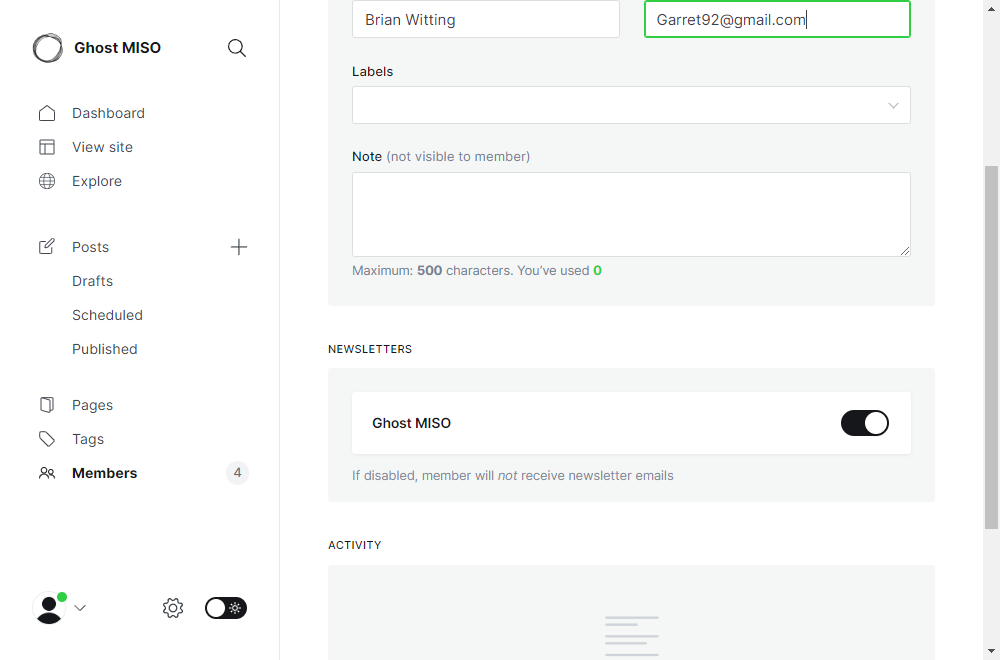 Ghost MISO
Dashboard
View site
Explore
Posts
Drafts
Scheduled
Published
Pages
Tags
Members 4
Brian Witting Garret92@gmail.com
Labels
Note (not visible to member)
Maximum: 500 characters. You’ve used 0
NEWSLETTERS
Ghost MISO
If disabled, member will not receive newsletter emails
ACTIVITY